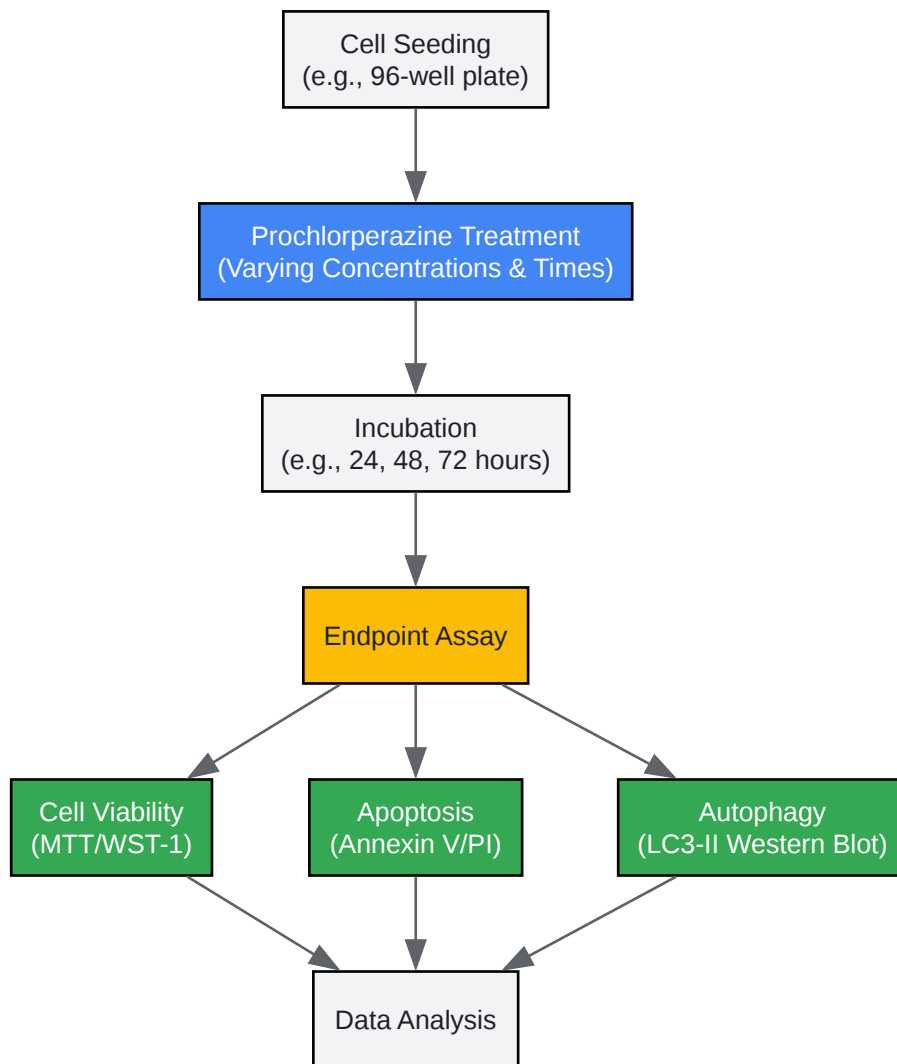 Cell Seeding
(e.g., 96-well plate)
Prochlorperazine Treatment
(Varying Concentrations & Times)
Incubation
(e.g., 24, 48, 72 hours)
Endpoint Assay
Cell Viability
(MTT/WST-1)
Apoptosis
(Annexin V/PI)
Autophagy
(LC3-II Western Blot)
Data Analysis